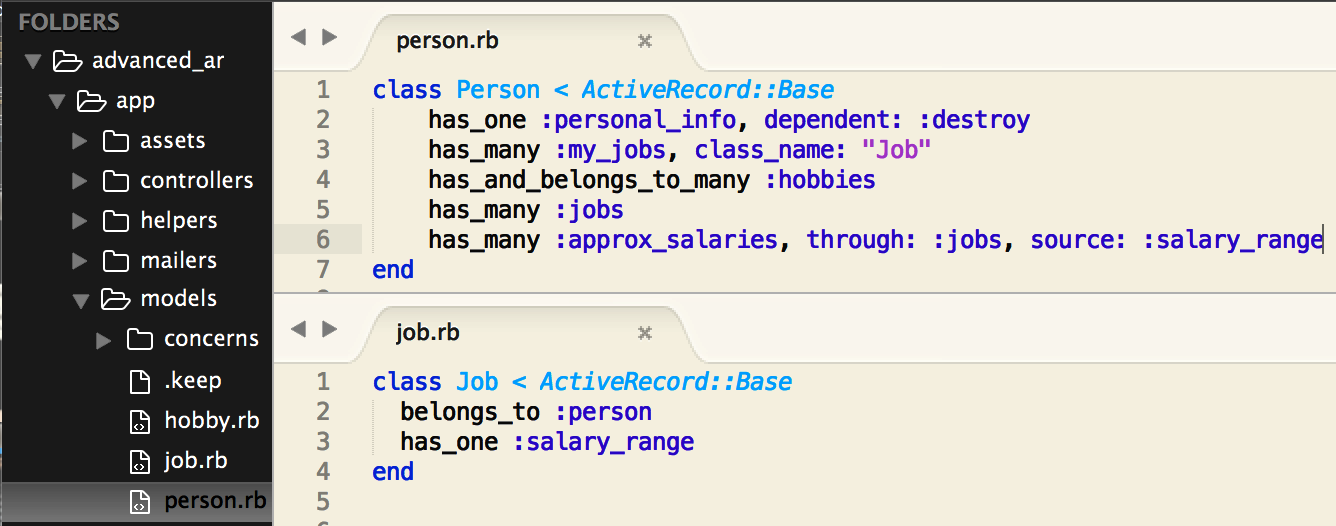 FOLDERS
advanced_ar
app
assets
controllers
helpers
mailers
models
concerns
.keep
hobby.rb
job.rb
person.rb
person.rb
1 class Person < ActiveRecord::Base
2 has_one :personal_info, dependent: :destroy
3 has_many :my_jobs, class_name: "Job"
4 has_and_belongs_to_many :hobbies
5 has_many :jobs
6 has_many :approx_salaries, through: :jobs, source: :salary_range
7 end
job.rb
1 class Job < ActiveRecord::Base
2 belongs_to :person
3 has_one :salary_range
4 end
5